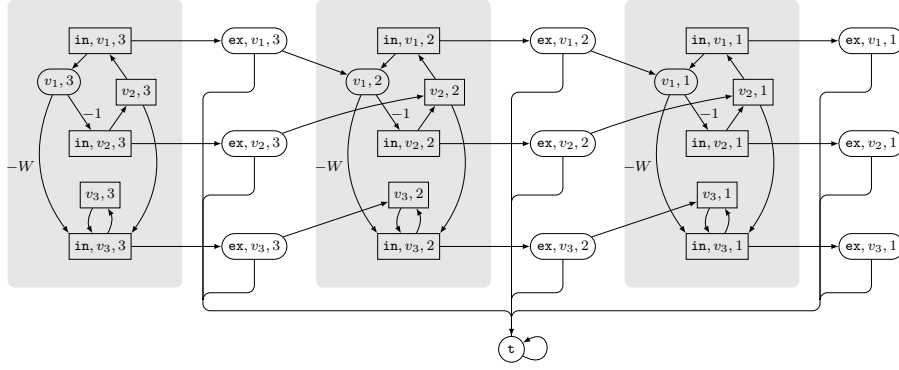 in, v₁, 3 ex, v₁, 3 in, v₁, 2 ex, v₁, 2 in, v₁, 1 ex, v₁, 1
v₁, 3 v₂, 3 v₁, 2 v₂, 2 v₁, 1 v₂, 1
−1 −1 −1
in, v₂, 3 ex, v₂, 3 in, v₂, 2 ex, v₂, 2 in, v₂, 1 ex, v₂, 1
−W −W −W
v₃, 3 v₃, 2 v₃, 1
in, v₃, 3 ex, v₃, 3 in, v₃, 2 ex, v₃, 2 in, v₃, 1 ex, v₃, 1
t